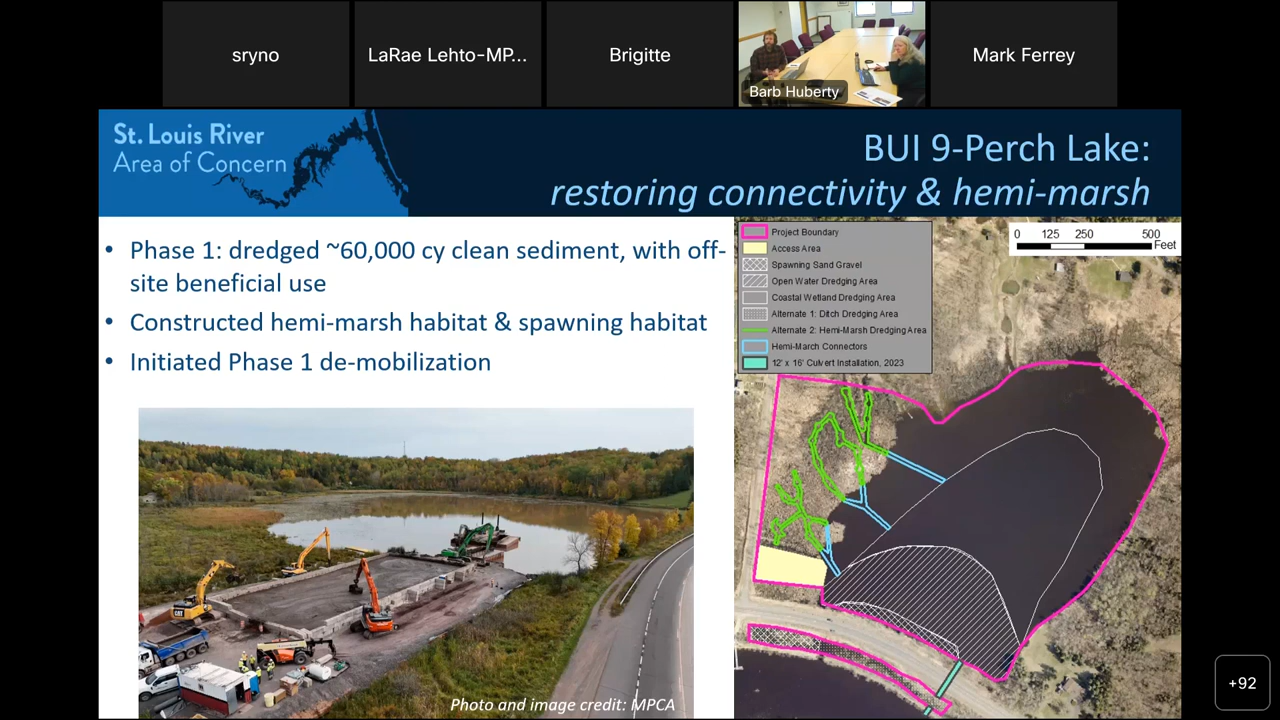 sryno
LaRae Lehto-MP...
Brigitte
Barb Huberty
Mark Ferrey
St. Louis River
Area of Concern
BUI 9-Perch Lake:
restoring connectivity & hemi-marsh
• Phase 1: dredged ~60,000 cy clean sediment, with off-
site beneficial use
• Constructed hemi-marsh habitat & spawning habitat
• Initiated Phase 1 de-mobilization
CAT
Photo and image credit: MPCA
Project Boundary
Access Area
Spawning Sand Gravel
Open Water Dredging Area
Coastal Wetland Dredging Area
Alternate 1: Ditch Dredging Area
Alternate 2: Hemi-Marsh Dredging Area
Hemi-March Connectors
12' x 16' Culvert Installation, 2023
0 125 250 500
Feet
+92